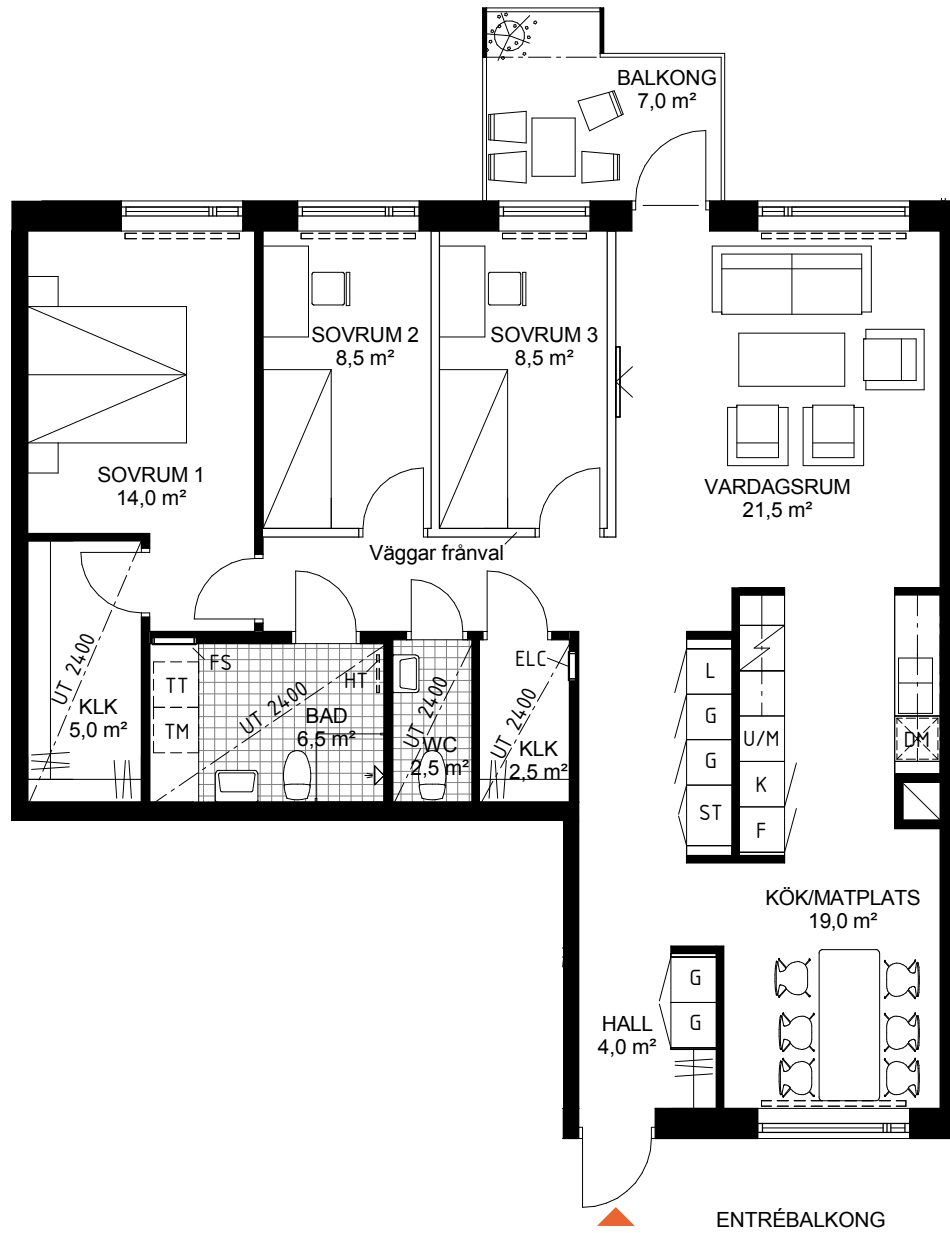 BALKONG
7,0 m²
SOVRUM 2
8,5 m²
SOVRUM 3
8,5 m²
SOVRUM 1
14,0 m²
VARDAGSRUM
21,5 m²
Väggar frånval
UT 2400
KLK
5,0 m²
FS
TT
TM
UT 2400
HT
BAD
6,5 m²
UT 2400
WC
2,5 m²
ELC
UT 2400
KLK
2,5 m²
L
G
G
ST
U/M
K
F
DM
KÖK/MATPLATS
19,0 m²
G
G
HALL
4,0 m²
ENTRÉBALKONG